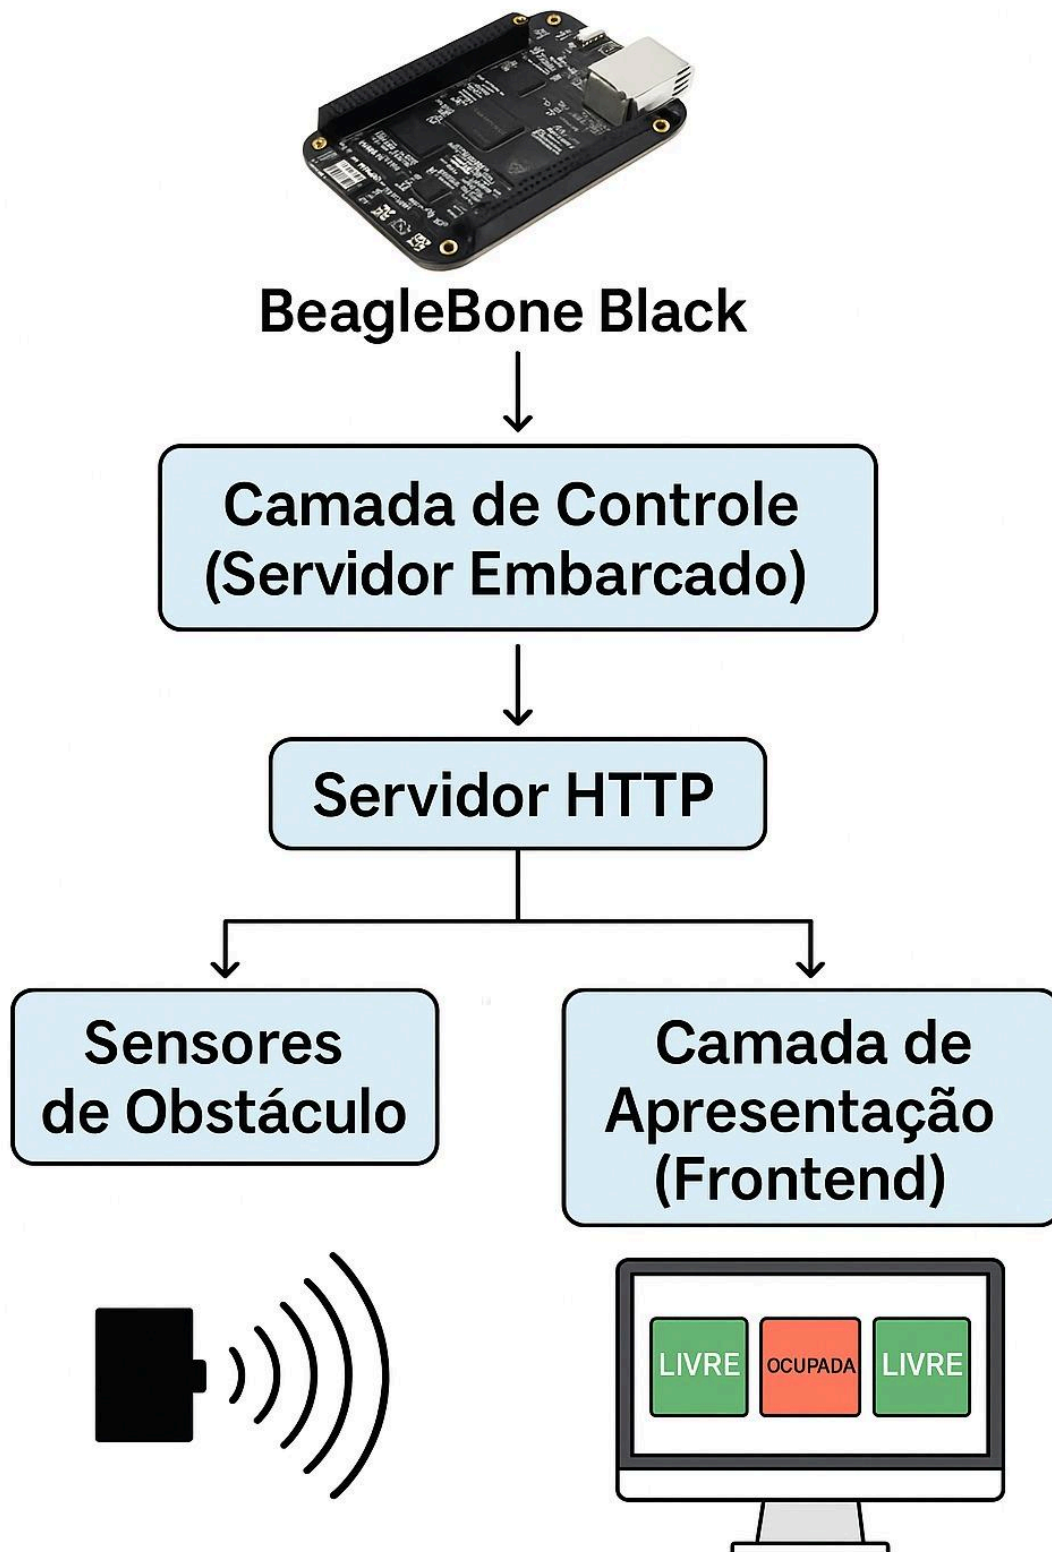 BeagleBone Black
Camada de Controle
(Servidor Embarcado)
Servidor HTTP
Sensores
de Obstáculo
Camada de
Apresentação
(Frontend)
LIVRE
OCUPADA
LIVRE